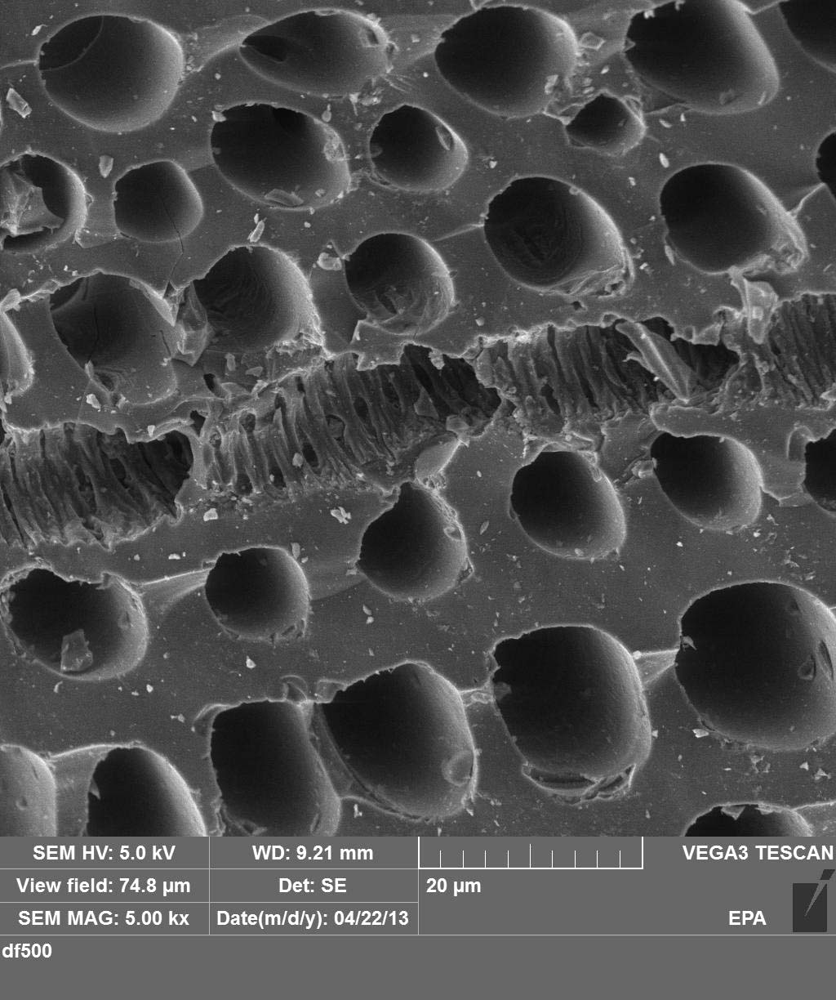 SEM HV: 5.0 kV
WD: 9.21 mm
VEGA3 TESCAN
View field: 74.8 µm
Det: SE
20 µm
SEM MAG: 5.00 kx
Date(m/d/y): 04/22/13
EPA
df500